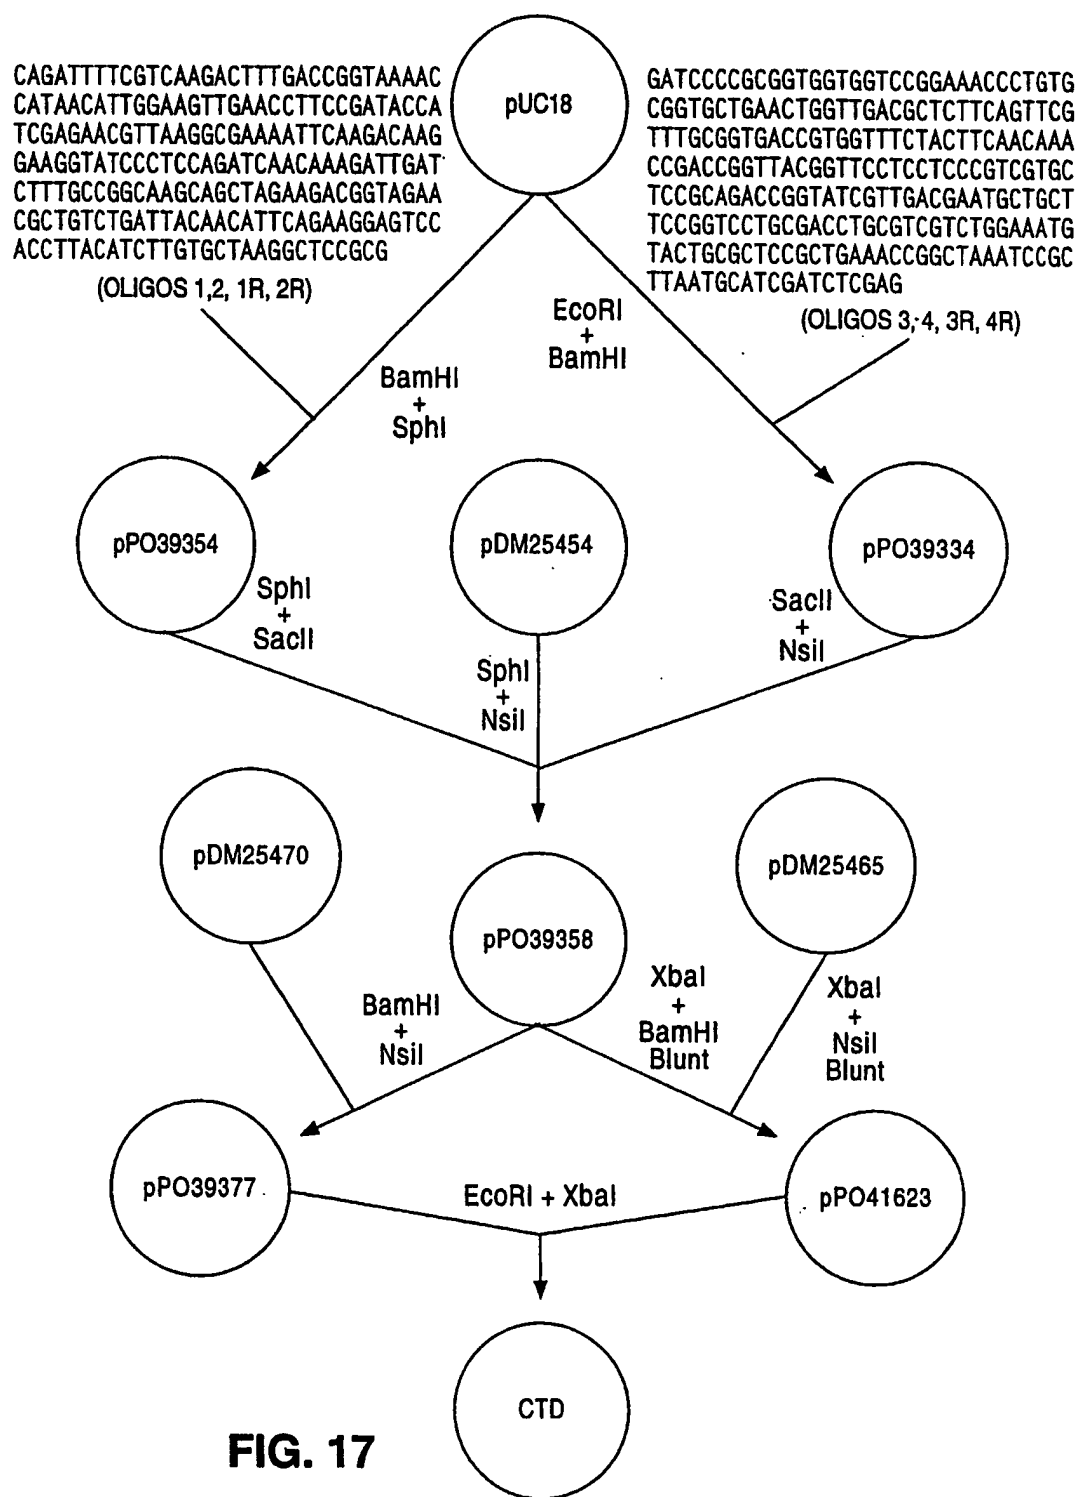 CAGATTTTCGTCAAGACTTTGACCGGTAAAAC
CATAACATTGGAAGTTGAACCTTCCGATACCA
TCGAGAACGTTAAGGCGAAAATTCAAGACAAG
GAAGGTATCCCTCCAGATCAACAAAGATTGAT
CTTTGCCGGCAAGCAGCTAGAAGACGGTAGAA
CGCTGTCTGATTACAACATTCAGAAGGAGTCC
ACCTTACATCTTGTGCTAAGGCTCCGCG
(OLIGOS 1,2, 1R, 2R)
pUC18
GATCCCCGCGGTGGTGGTCCGGAAACCCTGTG
CGGTGCTGAACTGGTTGACGCTCTTCAGTTCG
TTTGCGGTGACCGTGGTTTCTACTTCAACAAA
CCGACCGGTTACGGTTCCTCCTCCCGTCGTGC
TCCGCAGACCGGTATCGTTGACGAATGCTGCT
TCCGGTCCTGCGACCTGCGTCGTCTGGAAATG
TACTGCGCTCCGCTGAAACCGGCTAAATCCGC
TTAATGCATCGATCTCGAG
(OLIGOS 3, 4, 3R, 4R)
EcoRI
+
BamHI
BamHI
+
SphI
pPO39354
pDM25454
pPO39334
SphI
+
SacII
SphI
+
NsiI
SacII
+
NsiI
pDM25470
pPO39358
pDM25465
BamHI
+
NsiI
XbaI
+
BamHI
Blunt
XbaI
+
NsiI
Blunt
pPO39377
EcoRI + XbaI
pPO41623
CTD
FIG. 17